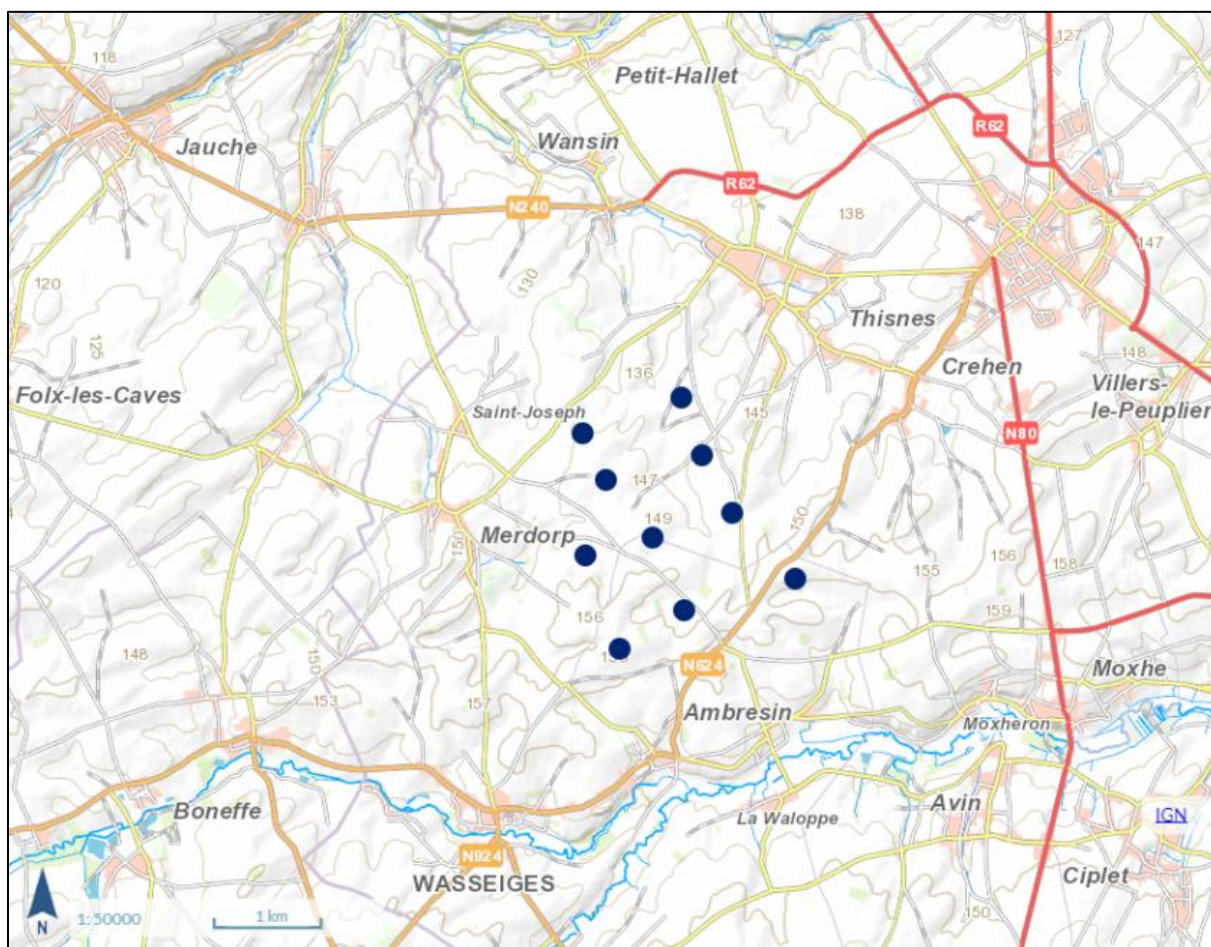 118
127
Petit-Hallet
R62
Jauche
Wansin
R62
N240
138
147
130
120
Thisnes
125
Crehen
148
136
Folx-les-Caves
Villers-
le-Peuplier
Saint-Joseph
145
N80
147
150
149
Merdorp
150
156
158
155
156
159
148
150
N624
Moxhe
153
157
Ambresin
Moxheron
Boneffe
Avin
La Waloppe
IGN
N924
WASSEIGES
Ciplet
150
N
1:50000
1 km